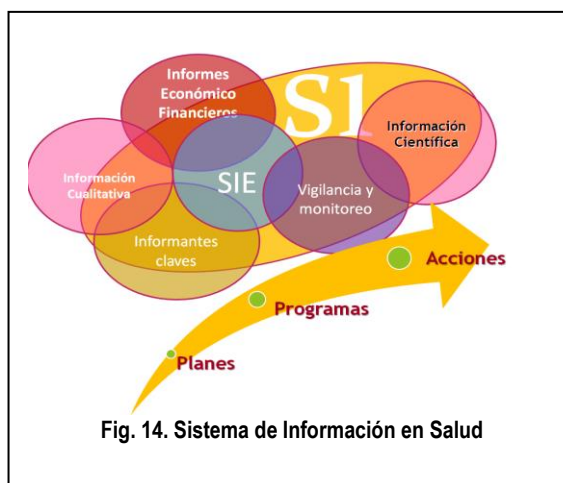 Informes
Económico
Financieros
SI
Información
Científica
Información
Cualitativa
SIE
Vigilancia y
monitoreo
Informantes
claves
Acciones
Programas
Planes
Fig. 14. Sistema de Información en Salud